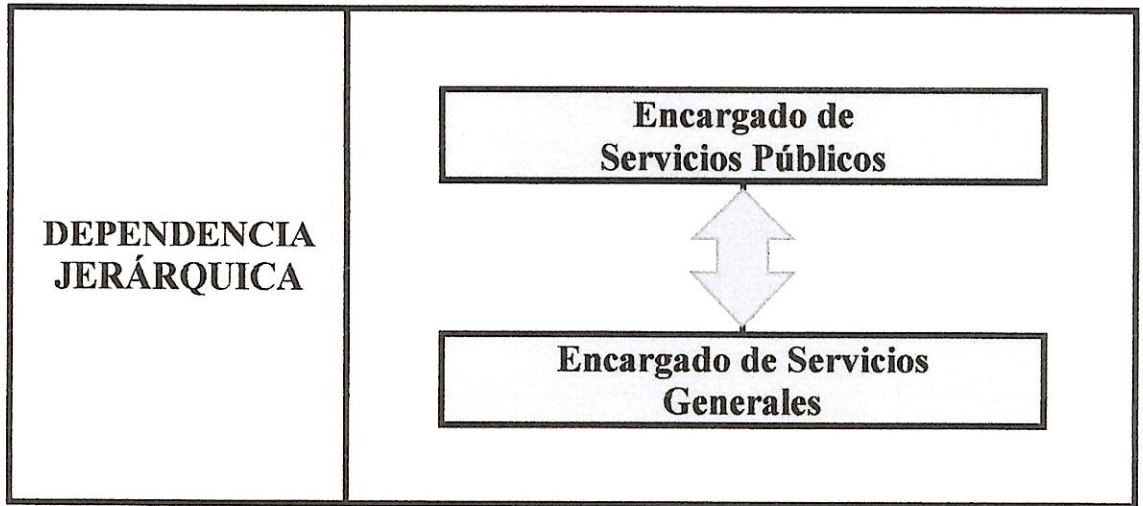 DEPENDENCIA
JERÁRQUICA
Encargado de
Servicios Públicos
Encargado de Servicios
Generales